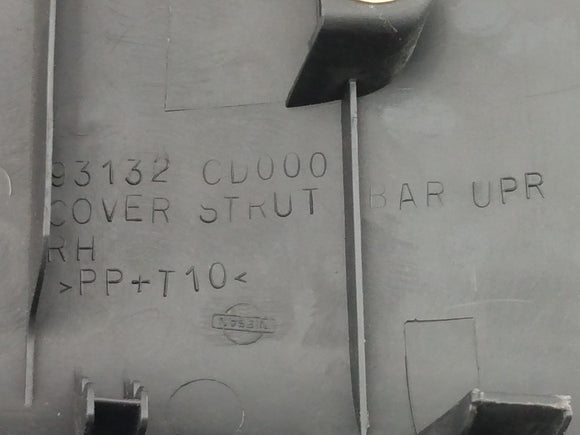 93132 CD000
COVER STRUT BAR UPR
RH
>PP+T10<
NISSAN